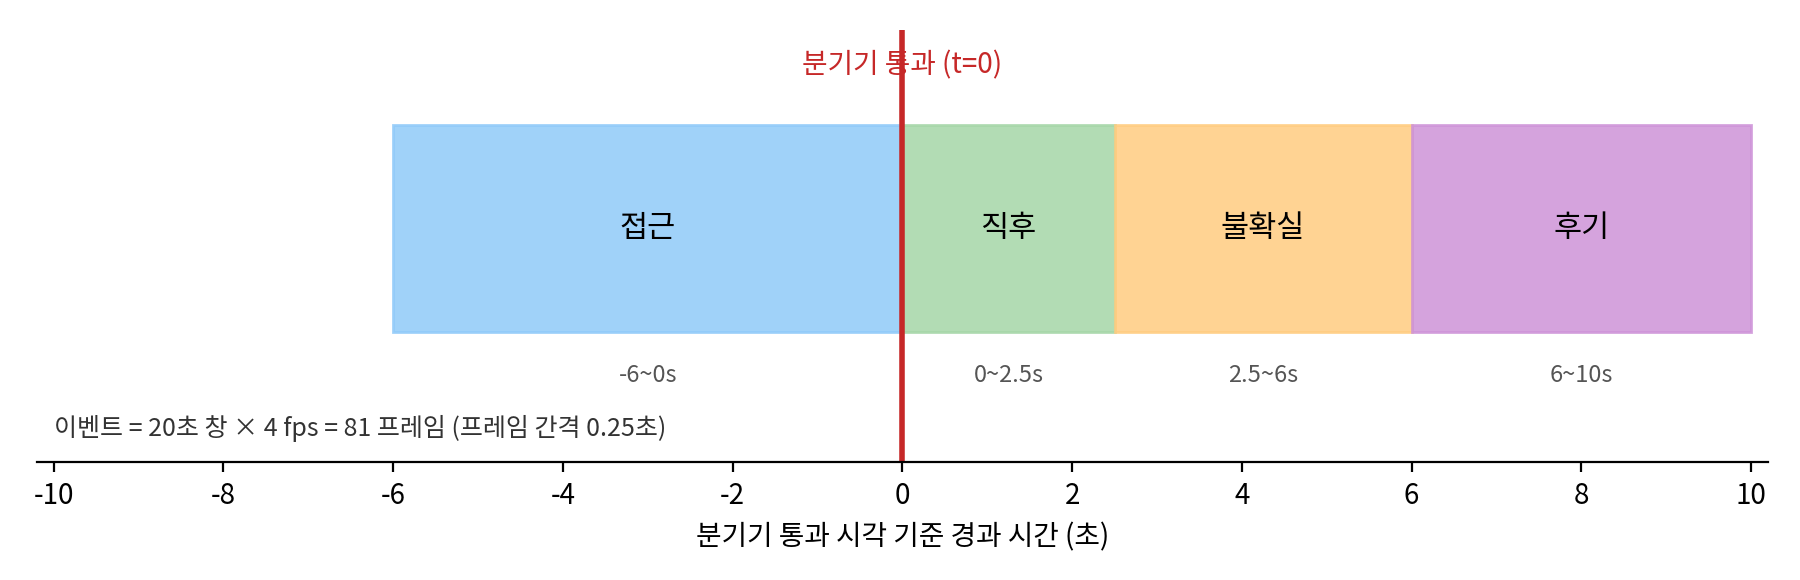 분기기 통과 (t=0)
접근
직후
불확실
후기
-6~0s
0~2.5s
2.5~6s
6~10s
이벤트 = 20초 창 × 4 fps = 81 프레임 (프레임 간격 0.25초)
-10
-8
-6
-4
-2
0
2
4
6
8
10
분기기 통과 시각 기준 경과 시간 (초)